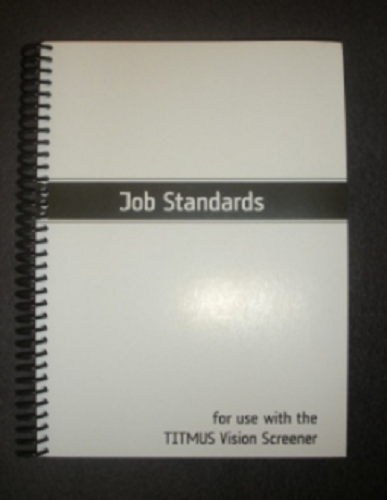 Job Standards
for use with the
TITMUS Vision Screener